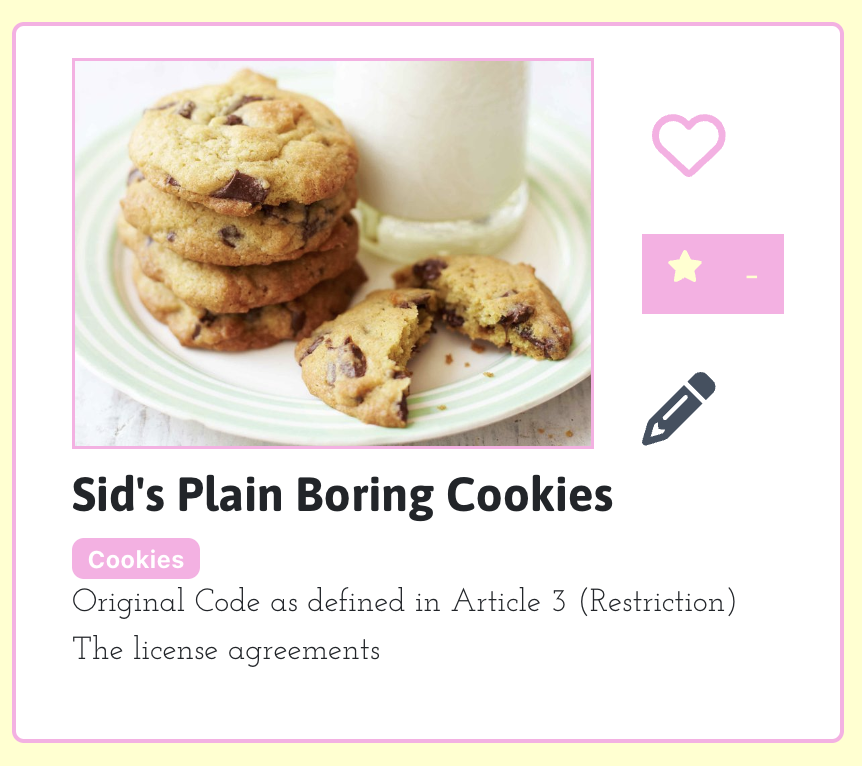 -
Sid's Plain Boring Cookies
Cookies
Original Code as defined in Article 3 (Restriction)
The license agreements